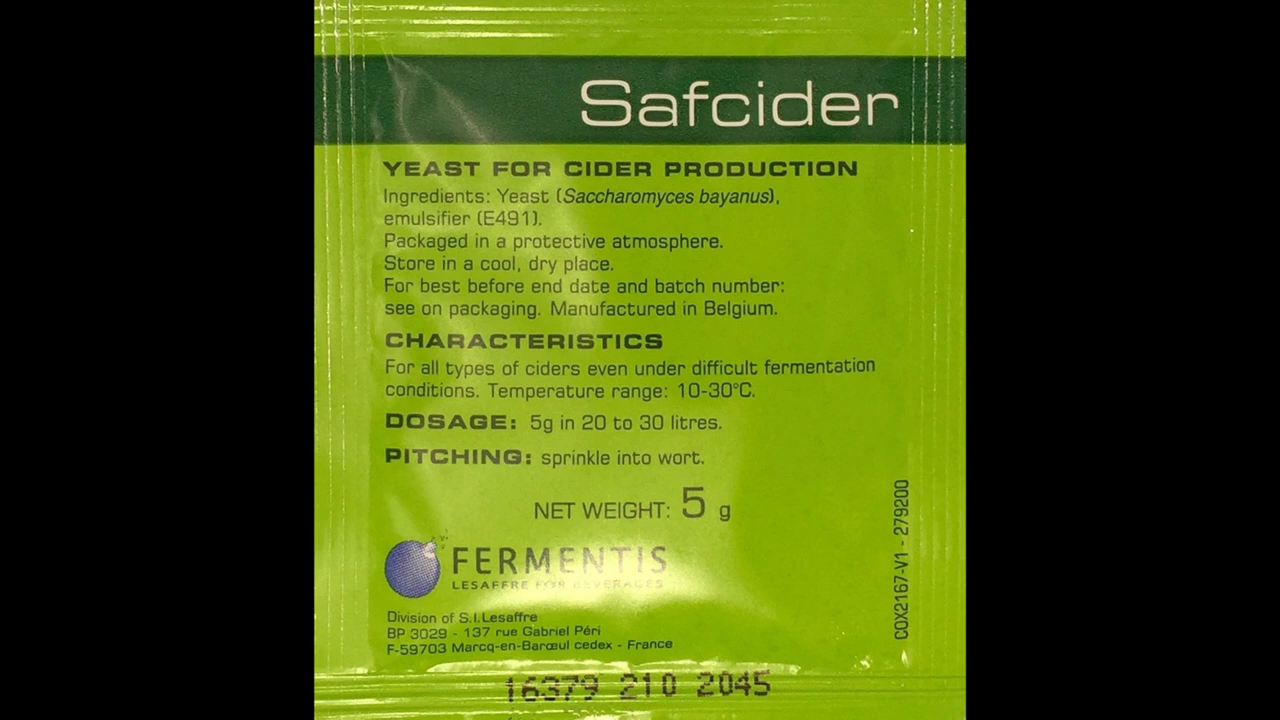 Safcider
YEAST FOR CIDER PRODUCTION
Ingredients: Yeast (Saccharomyces bayanus),
emulsifier (E491).
Packaged in a protective atmosphere.
Store in a cool, dry place.
For best before end date and batch number:
see on packaging. Manufactured in Belgium.
CHARACTERISTICS
For all types of ciders even under difficult fermentation
conditions. Temperature range: 10-30°C.
DOSAGE: 5g in 20 to 30 litres.
PITCHING: sprinkle into wort.
NET WEIGHT: 5 g
FERMENTIS
LESAFFRE FOR BEVERAGES
Division of S.I.Lesaffre
BP 3029 - 137 rue Gabriel Péri
F-59703 Marcq-en-Barœul cedex - France
COX2167-V1 - 279200
16379 210 2045